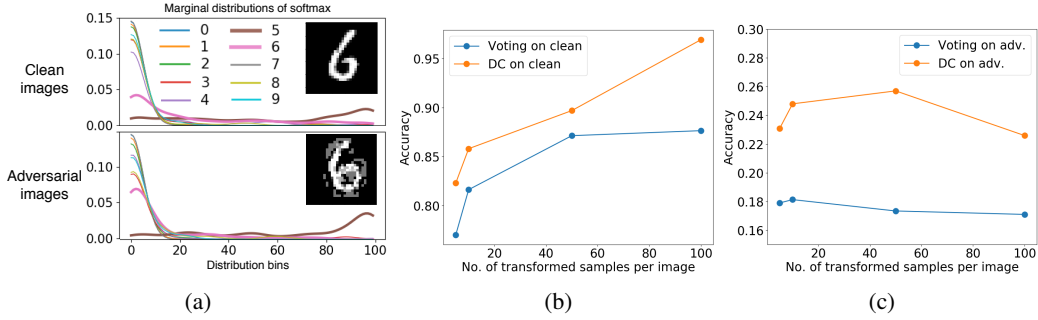 Marginal distributions of softmax
Clean
images
0.15
0.10
0.05
0.00
0
1
2
3
4
5
6
7
8
9
Adversarial
images
0.10
0.05
0.00
0
20
40
60
80
100
Distribution bins
(a)
Accuracy
0.95
0.90
0.85
0.80
Voting on clean
DC on clean
0
20
40
60
80
100
No. of transformed samples per image
(b)
Accuracy
0.30
0.28
0.26
0.24
0.22
0.20
0.18
0.16
Voting on adv.
DC on adv.
0
20
40
60
80
100
No. of transformed samples per image
(c)